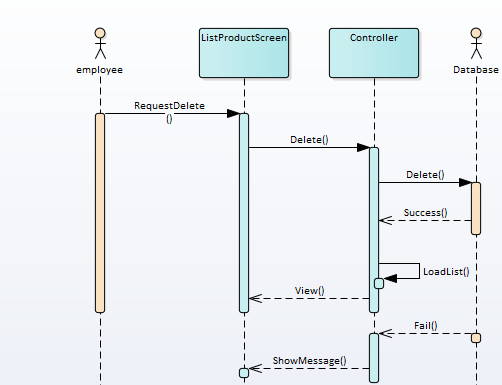 ListProductScreen
Controller
employee
Database
RequestDelete
()
Delete()
Delete()
Success()
LoadList()
View()
Fail()
ShowMessage()